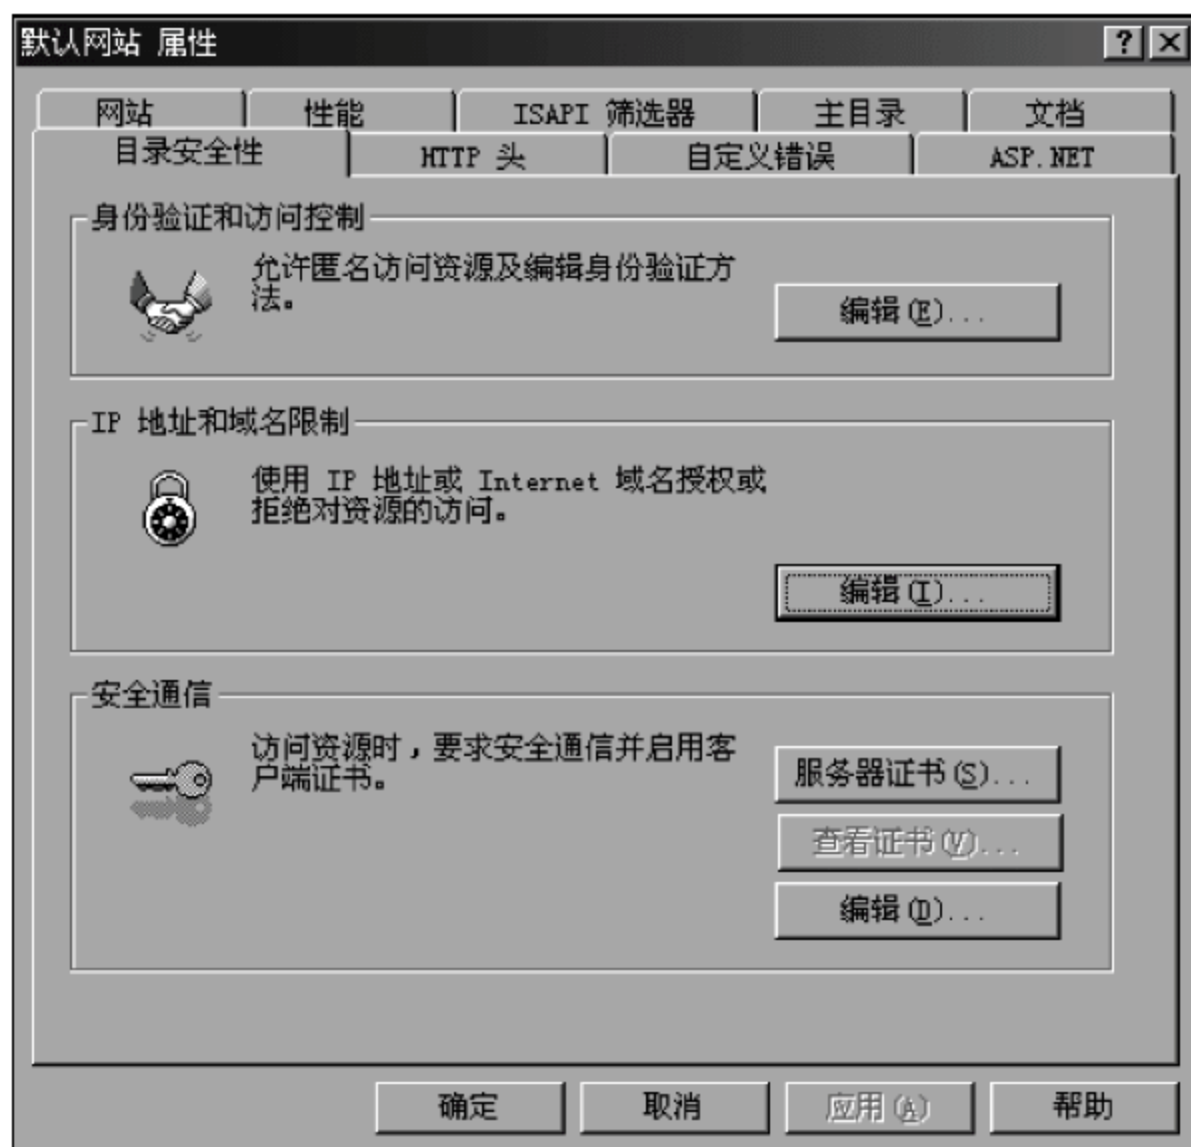 默认网站 属性
网站 性能 ISAPI 筛选器 主目录 文档
目录安全性 HTTP 头 自定义错误 ASP.NET
身份验证和访问控制
允许匿名访问资源及编辑身份验证方
法。
编辑(E)...
IP 地址和域名限制
使用 IP 地址或 Internet 域名授权或
拒绝对资源的访问。
编辑(I)...
安全通信
访问资源时，要求安全通信并启用客
户端证书。
服务器证书(S)...
查看证书(V)...
编辑(D)...
确定 取消 应用(A) 帮助